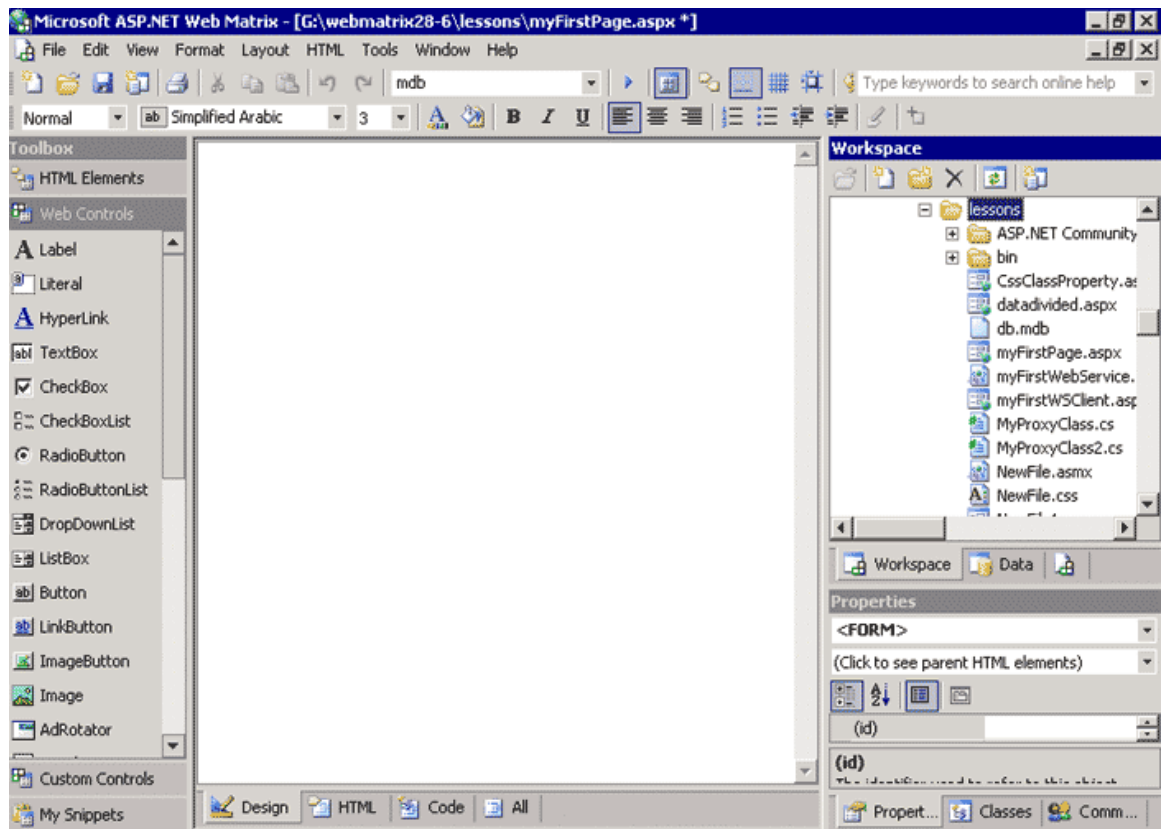 Microsoft ASP.NET Web Matrix - [G:\webmatrix28-6\lessons\myFirstPage.aspx *]
File Edit View Format Layout HTML Tools Window Help
mdb Type keywords to search online help
Normal ab Simplified Arabic 3 A B I U
Toolbox
HTML Elements
Web Controls
Label
Literal
HyperLink
TextBox
CheckBox
CheckBoxList
RadioButton
RadioButtonList
DropDownList
ListBox
Button
LinkButton
ImageButton
Image
AdRotator
Custom Controls
My Snippets
Design HTML Code All
Workspace
lessons
ASP.NET Community
bin
CssClassProperty.as
datadivided.aspx
db.mdb
myFirstPage.aspx
myFirstWebService.
myFirstWSClient.asp
MyProxyClass.cs
MyProxyClass2.cs
NewFile.asmx
NewFile.css
Workspace Data
Properties
<FORM>
(Click to see parent HTML elements)
(id)
(id)
Propert... Classes Comm...